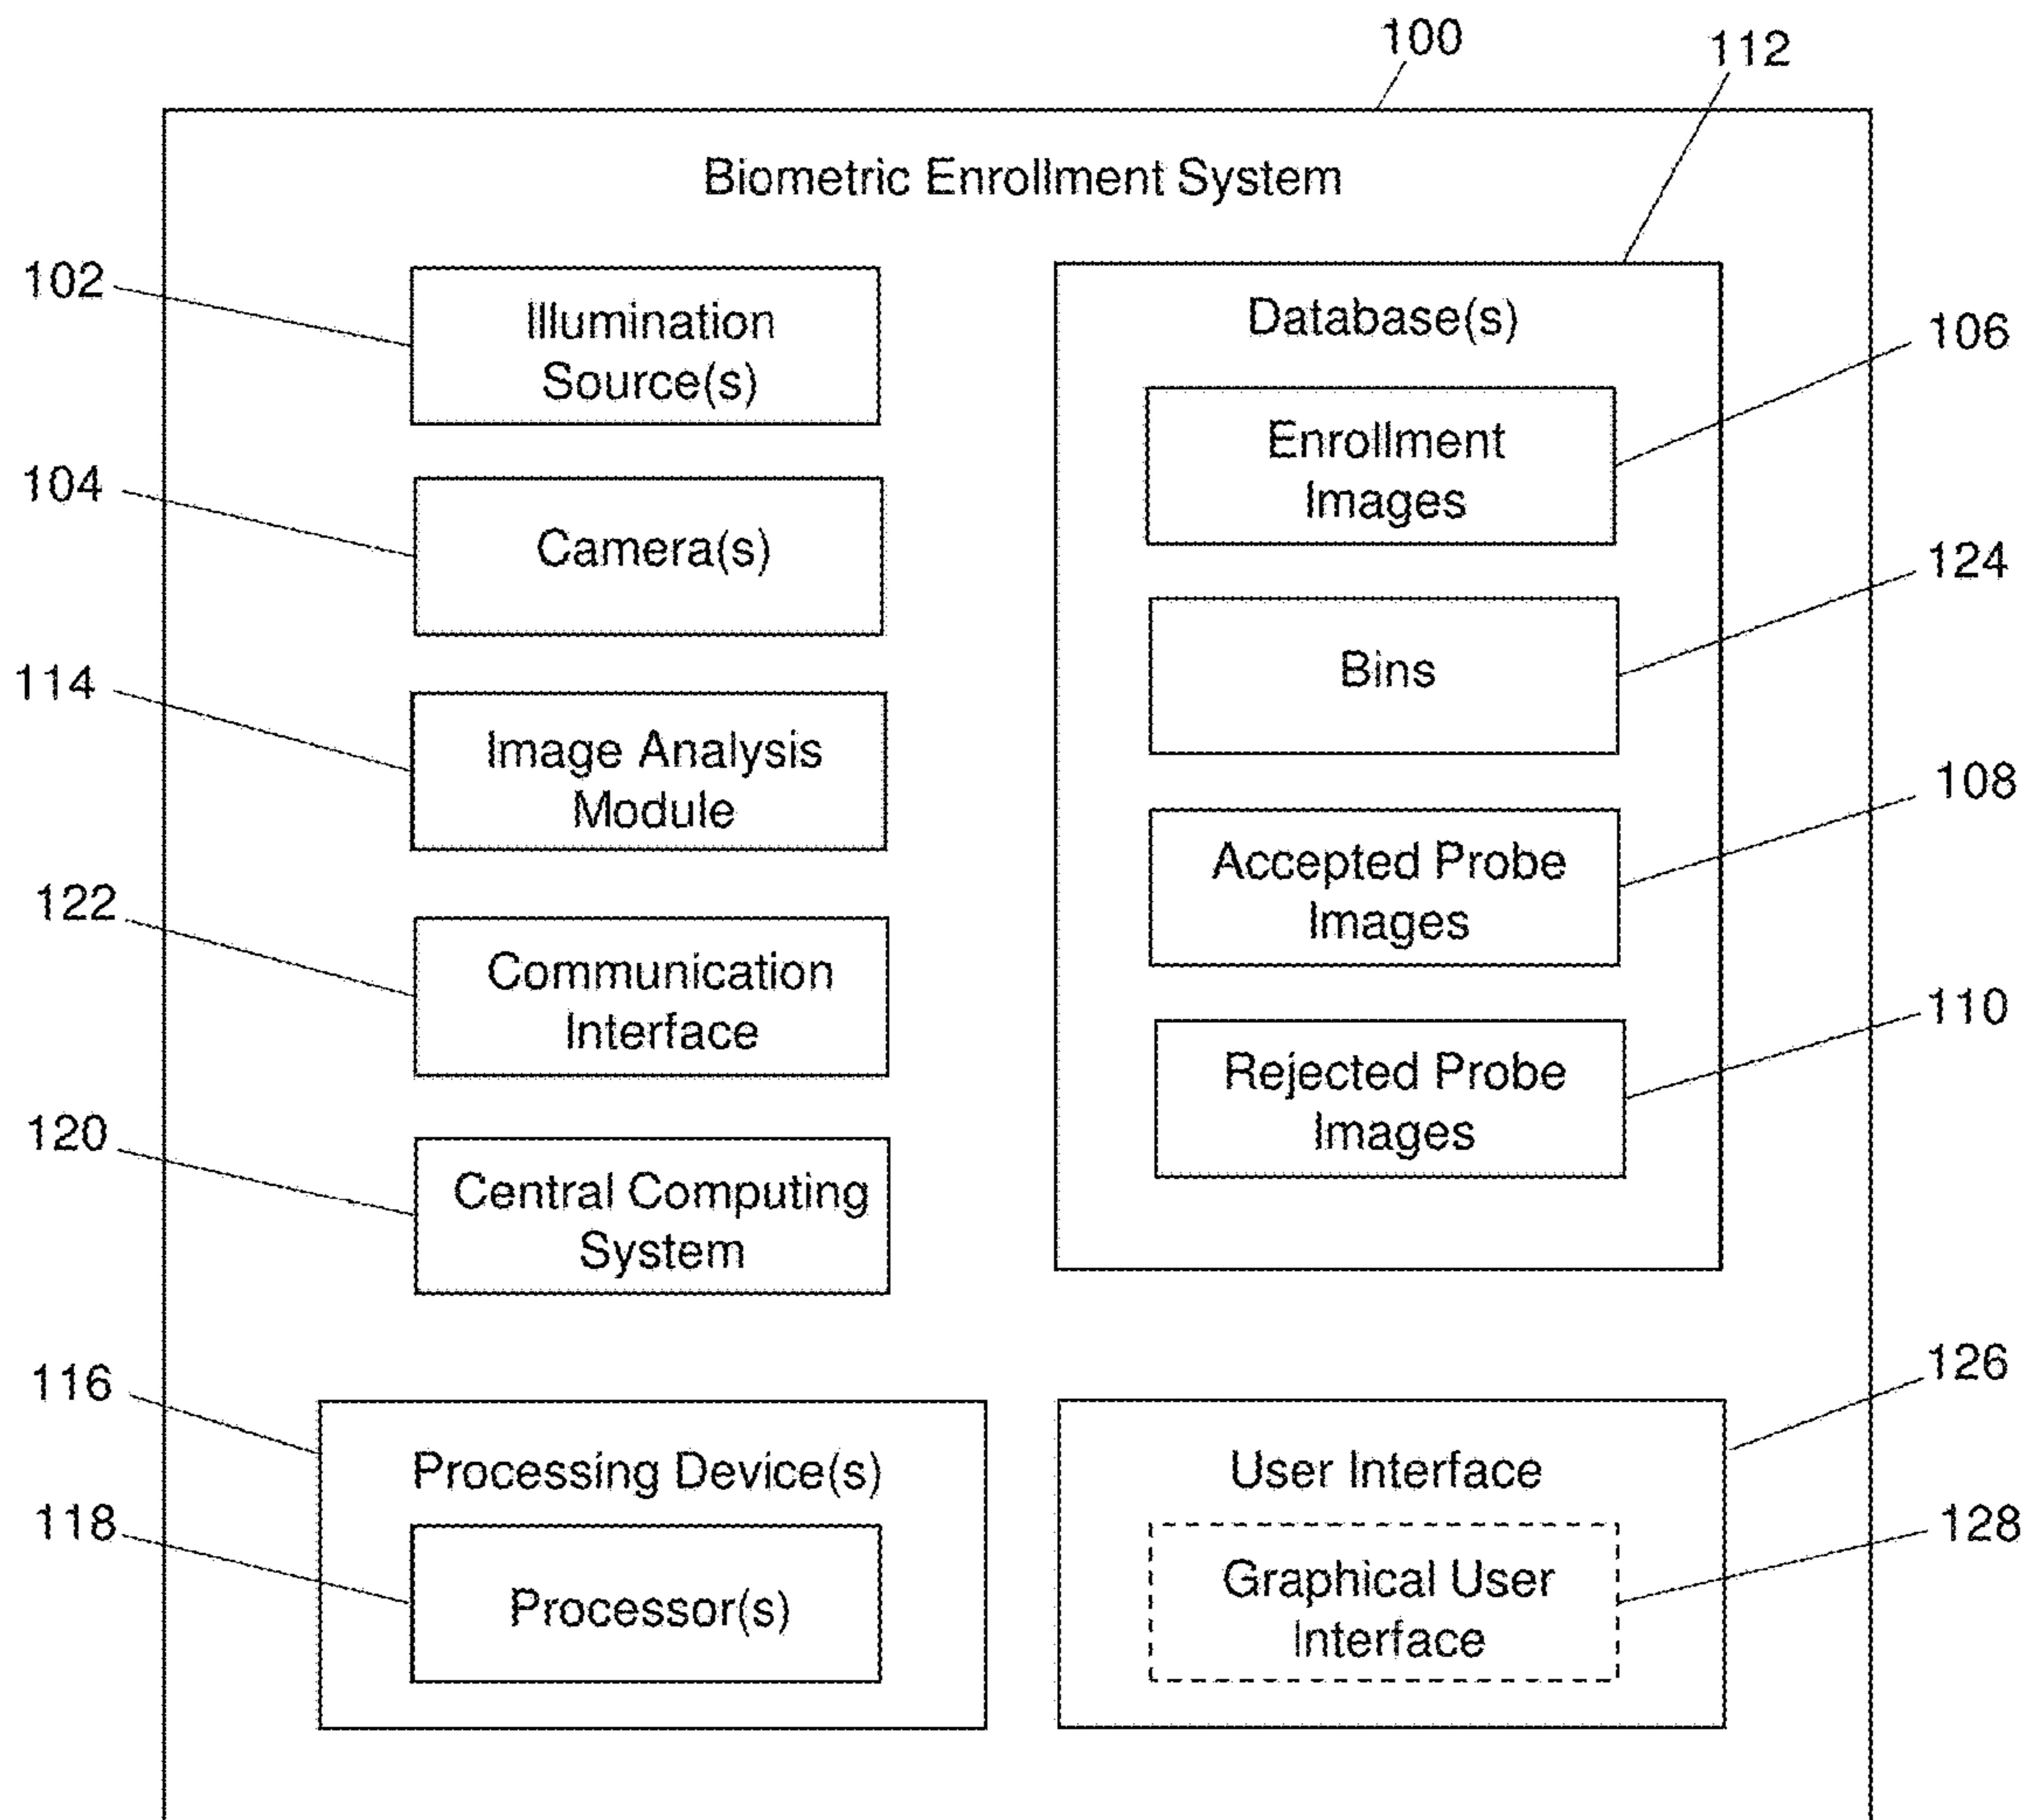 100
112
Biometric Enrollment System
102
Illumination
Source(s)
104
Camera(s)
114
Image Analysis
Module
122
Communication
Interface
120
Central Computing
System
Database(s)
106
Enrollment
Images
124
Bins
108
Accepted Probe
Images
110
Rejected Probe
Images
116
Processing Device(s)
118
Processor(s)
126
User Interface
128
Graphical User
Interface